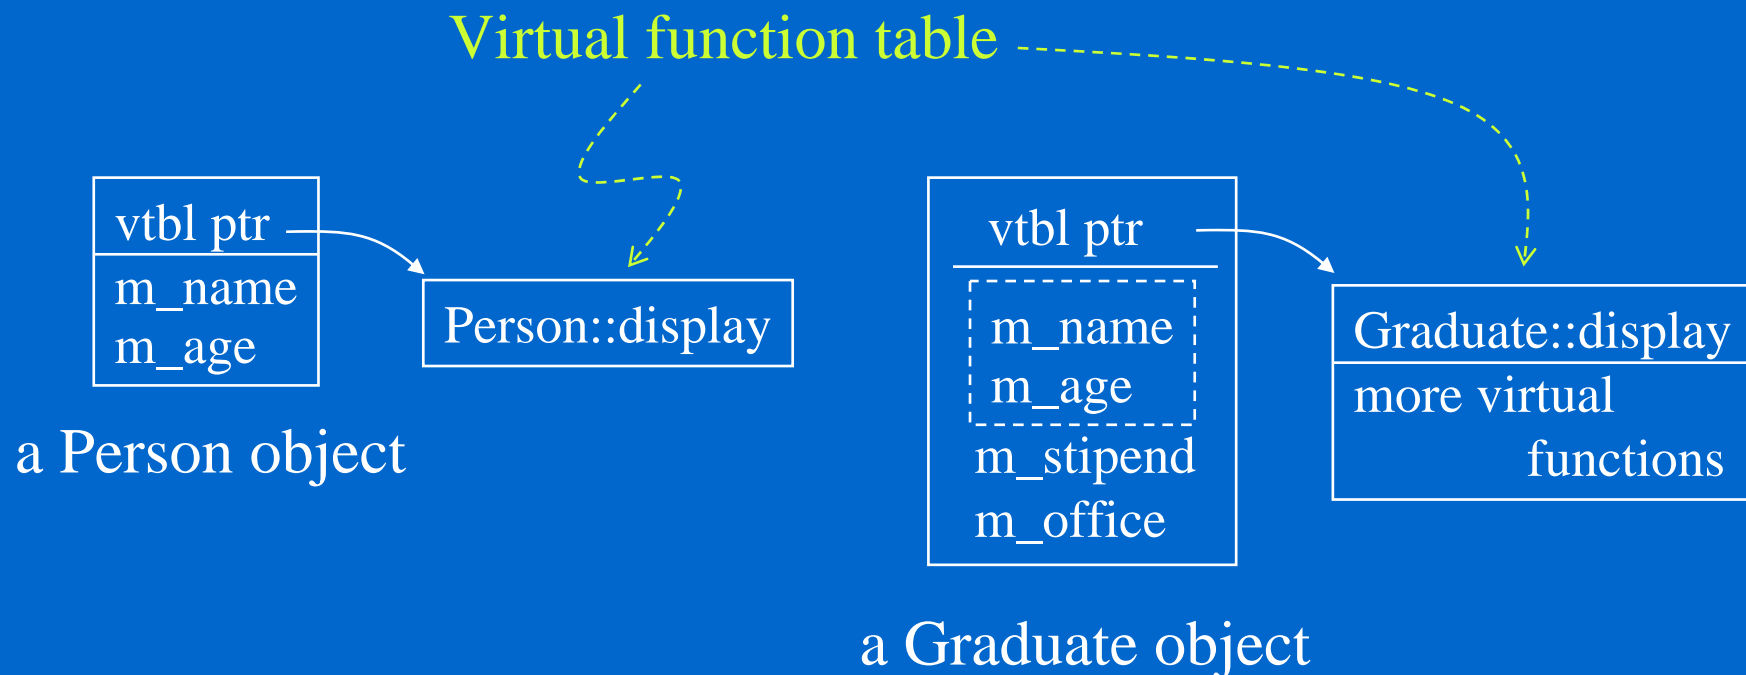 Virtual function table
vtbl ptr
m_name
m_age
Person::display
a Person object
vtbl ptr
m_name
m_age
m_stipend
m_office
Graduate::display
more virtual
functions
a Graduate object